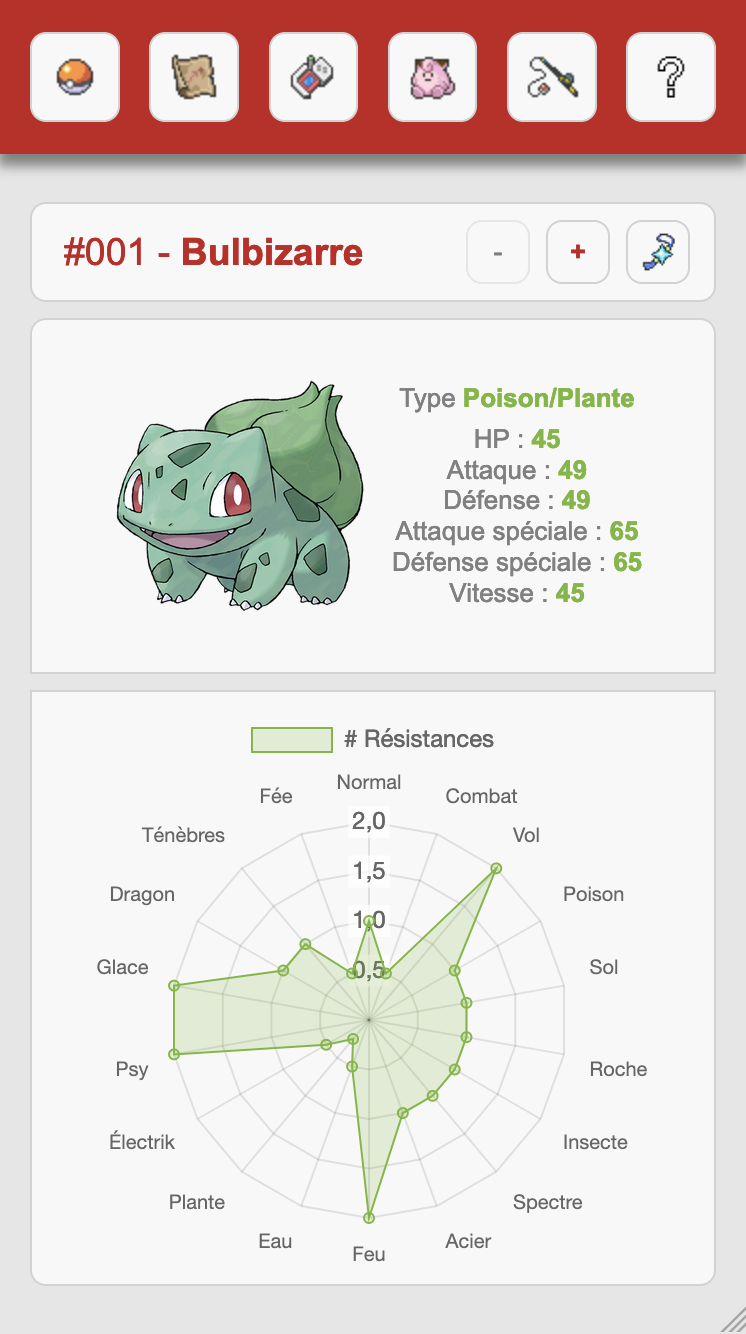 #001 - Bulbizarre
-
+
Type Poison/Plante
HP : 45
Attaque : 49
Défense : 49
Attaque spéciale : 65
Défense spéciale : 65
Vitesse : 45
# Résistances
Normal
Fée
Combat
Ténèbres
Vol
Dragon
Poison
Glace
Sol
Psy
Roche
Électrik
Insecte
Plante
Spectre
Eau
Acier
Feu
2,0
1,5
1,0
0,5